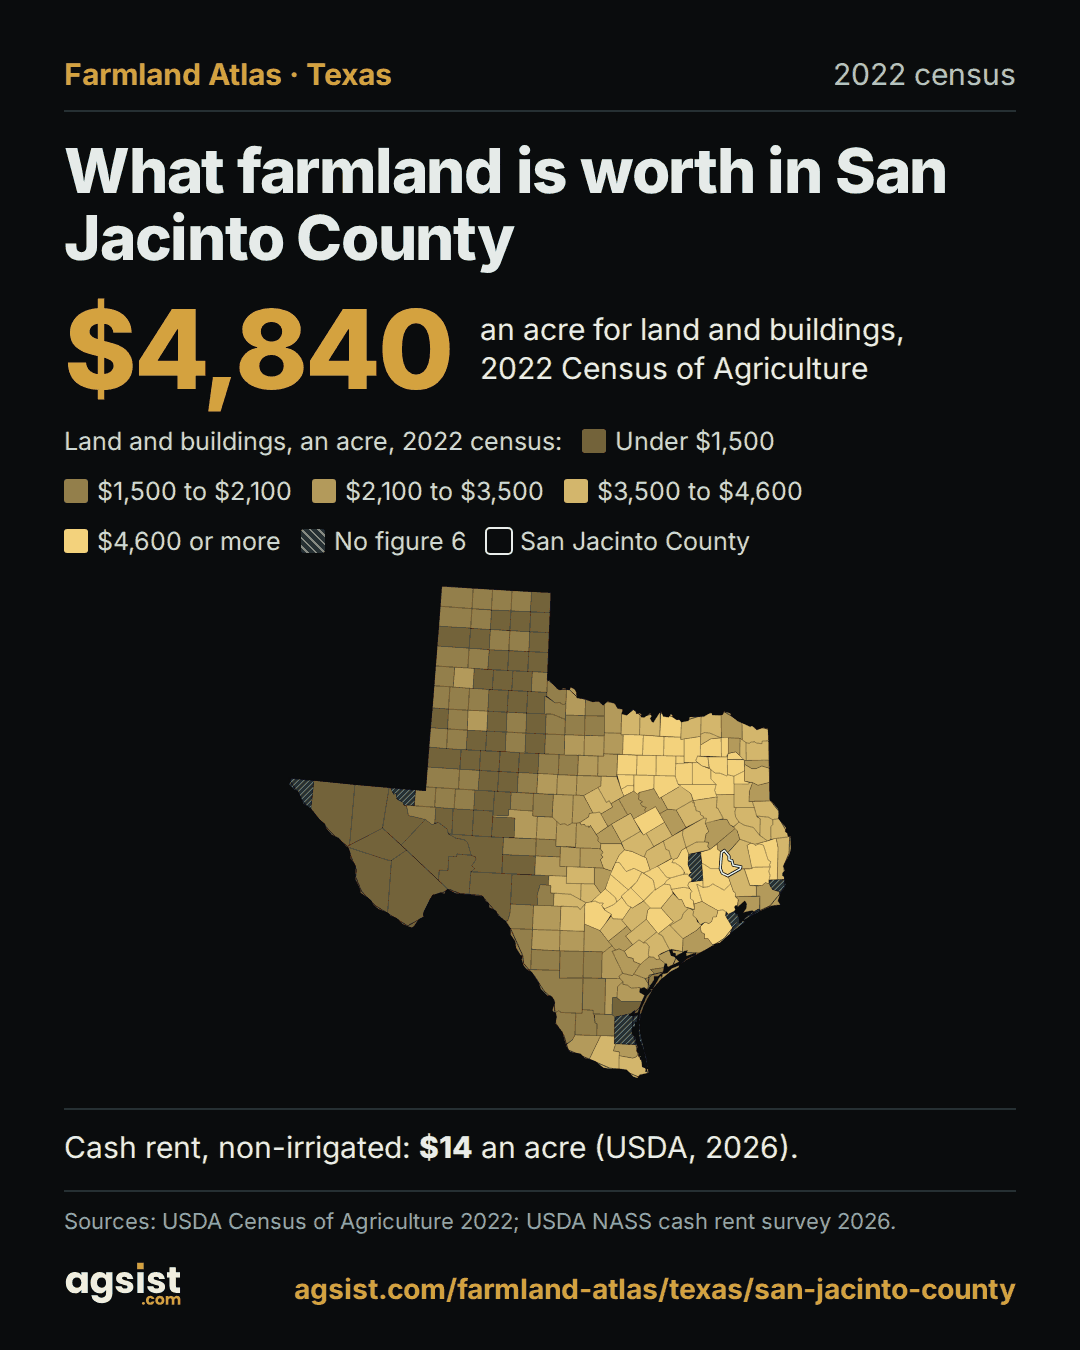 Farmland Atlas · Texas
2022 census
What farmland is worth in San
Jacinto County
$4,840
an acre for land and buildings,
2022 Census of Agriculture
Land and buildings, an acre, 2022 census: Under $1,500
$1,500 to $2,100 $2,100 to $3,500 $3,500 to $4,600
$4,600 or more No figure 6 San Jacinto County
Cash rent, non-irrigated: $14 an acre (USDA, 2026).
Sources: USDA Census of Agriculture 2022; USDA NASS cash rent survey 2026.
agsist
.com
agsist.com/farmland-atlas/texas/san-jacinto-county